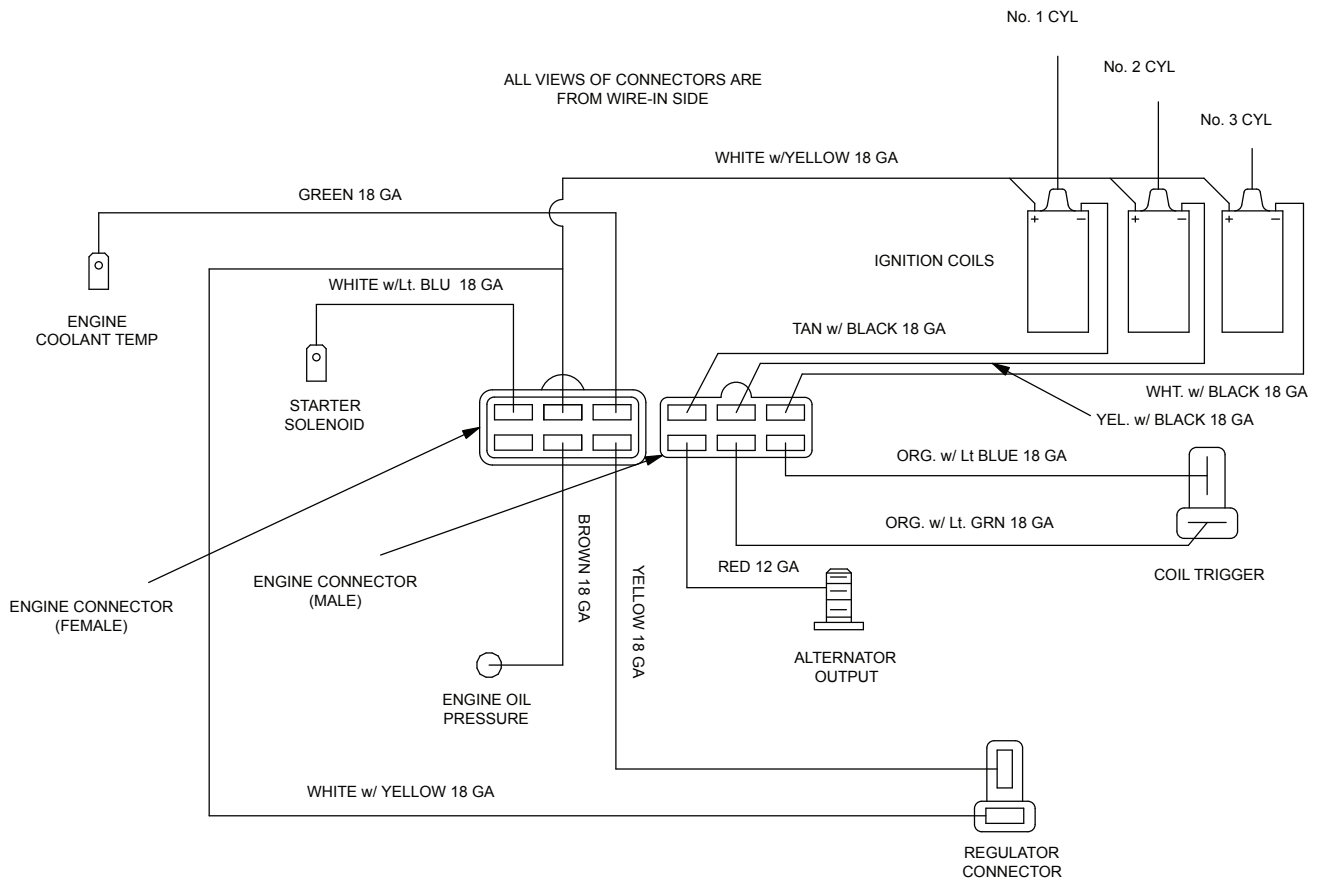 No. 1 CYL
ALL VIEWS OF CONNECTORS ARE
FROM WIRE-IN SIDE
No. 2 CYL
No. 3 CYL
WHITE w/YELLOW 18 GA
GREEN 18 GA
+ –
+ –
+ –
IGNITION COILS
WHITE w/Lt. BLU 18 GA
ENGINE
COOLANT TEMP
TAN w/ BLACK 18 GA
STARTER
SOLENOID
WHT. w/ BLACK 18 GA
YEL. w/ BLACK 18 GA
ORG. w/ Lt BLUE 18 GA
ORG. w/ Lt. GRN 18 GA
BROWN 18 GA
YELLOW 18 GA
RED 12 GA
COIL TRIGGER
ENGINE CONNECTOR
(MALE)
ENGINE CONNECTOR
(FEMALE)
ALTERNATOR
OUTPUT
ENGINE OIL
PRESSURE
WHITE w/ YELLOW 18 GA
REGULATOR
CONNECTOR